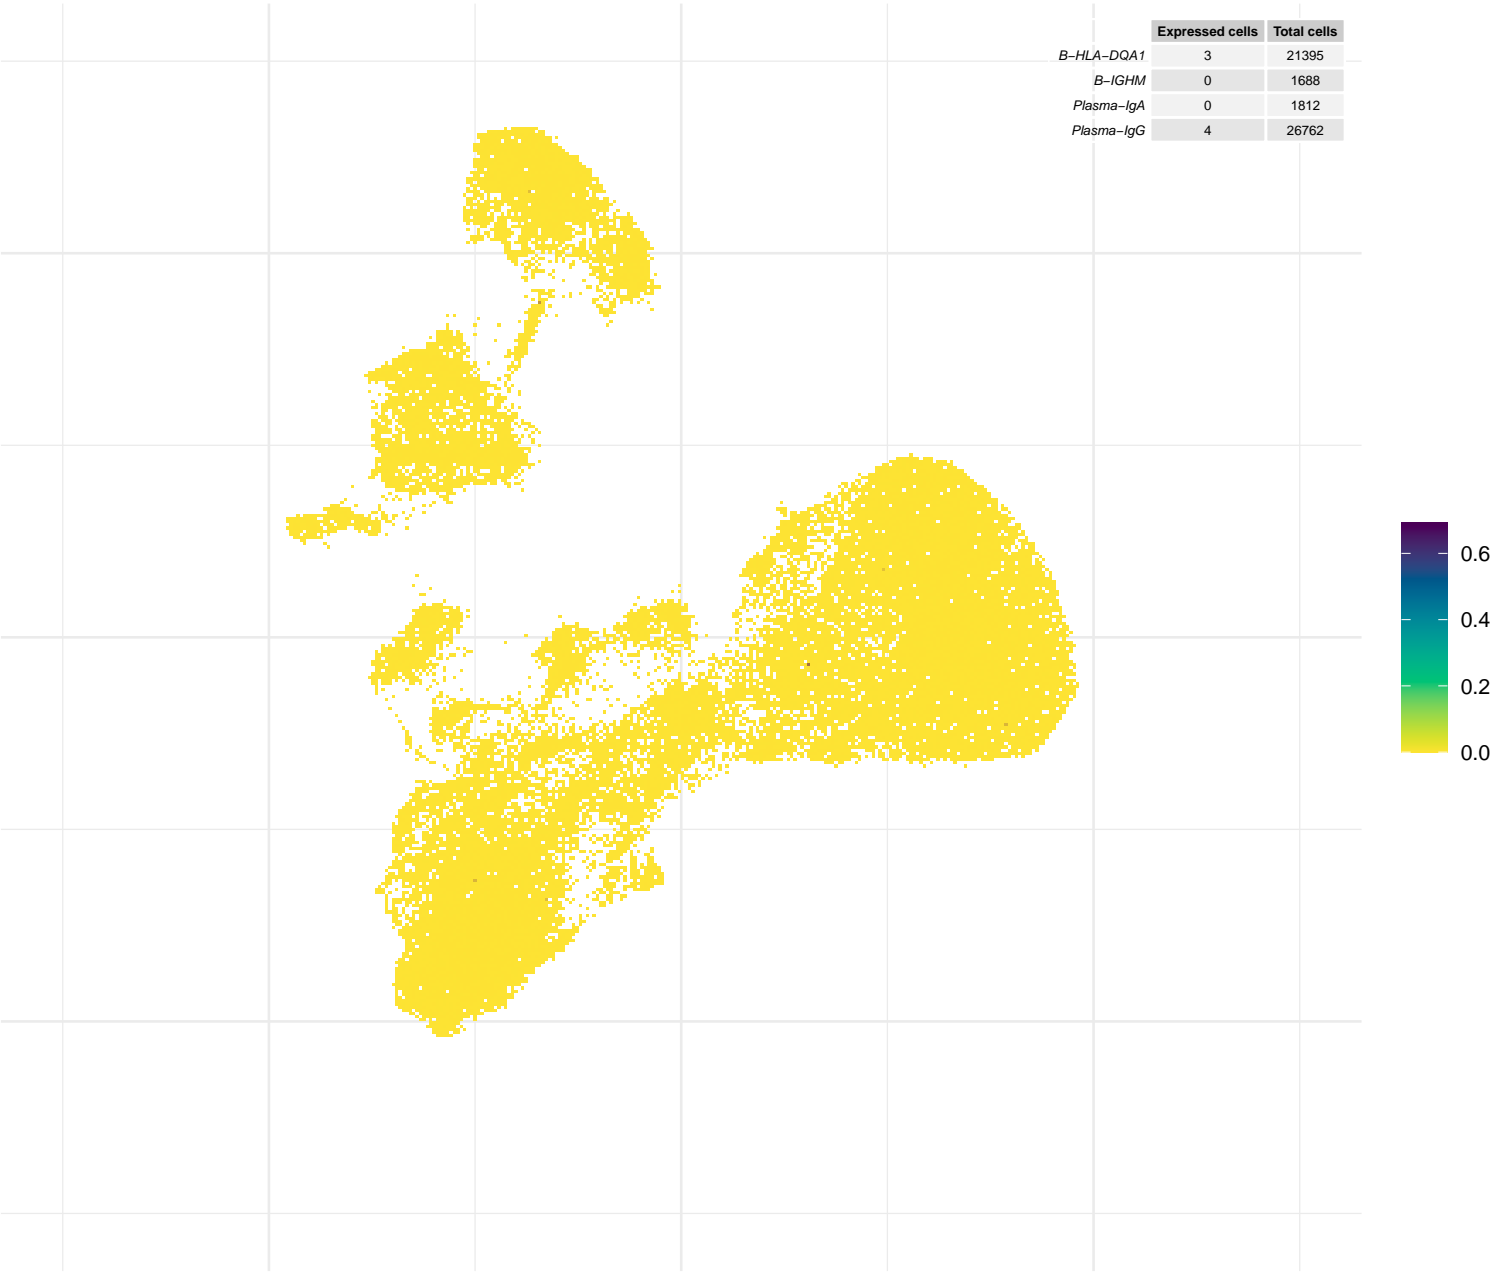 Expressed cells Total cells
B−HLA−DQA1 3 21395
B−IGHM 0 1688
Plasma−IgA 0 1812
Plasma−IgG 4 26762
0.6
0.4
0.2
0.0